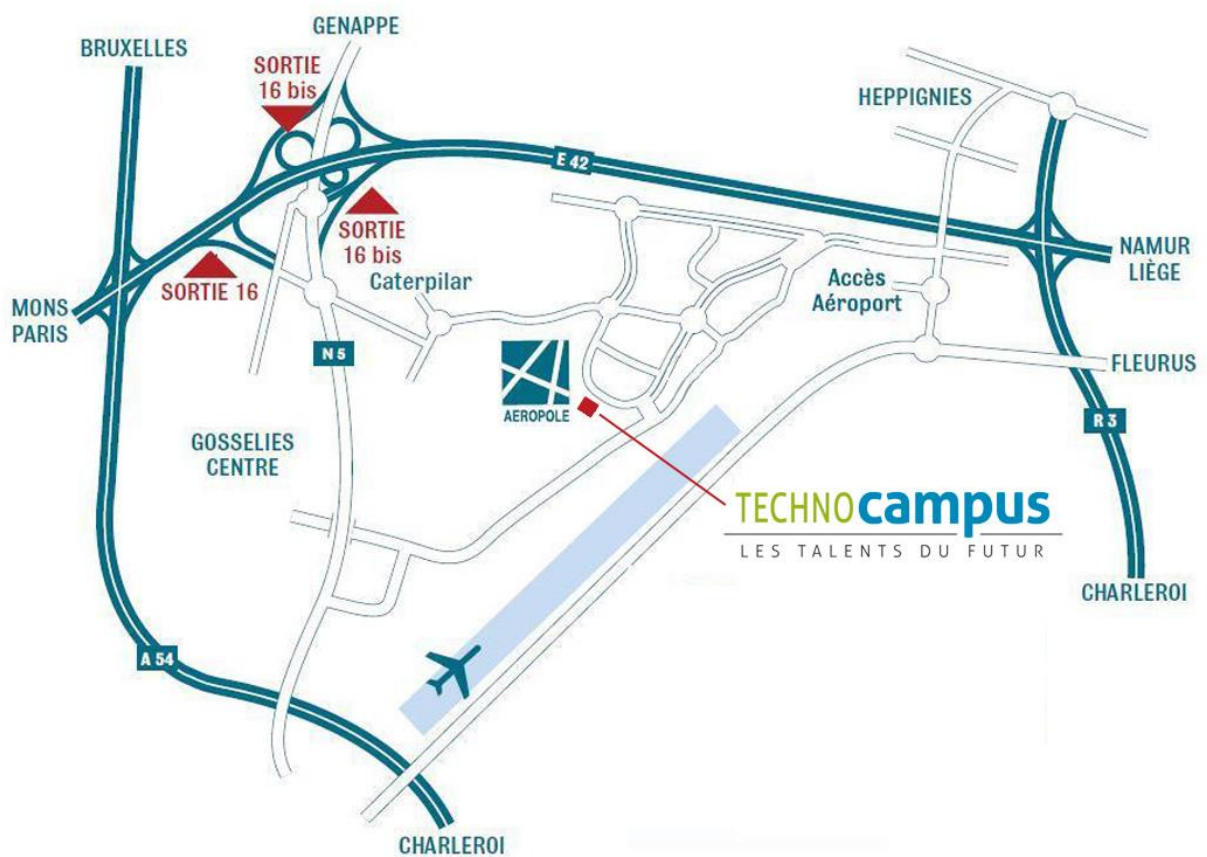 GENAPPE
BRUXELLES
SORTIE
16 bis
HEPPIGNIES
E 42
SORTIE
16 bis
NAMUR
LIÈGE
Caterpilar
Accès
Aéroport
SORTIE 16
MONS
PARIS
N 5
FLEURUS
AEROPOLE
R 3
GOSSELIES
CENTRE
TECHNOcampus
LES TALENTS DU FUTUR
CHARLEROI
A 54
CHARLEROI